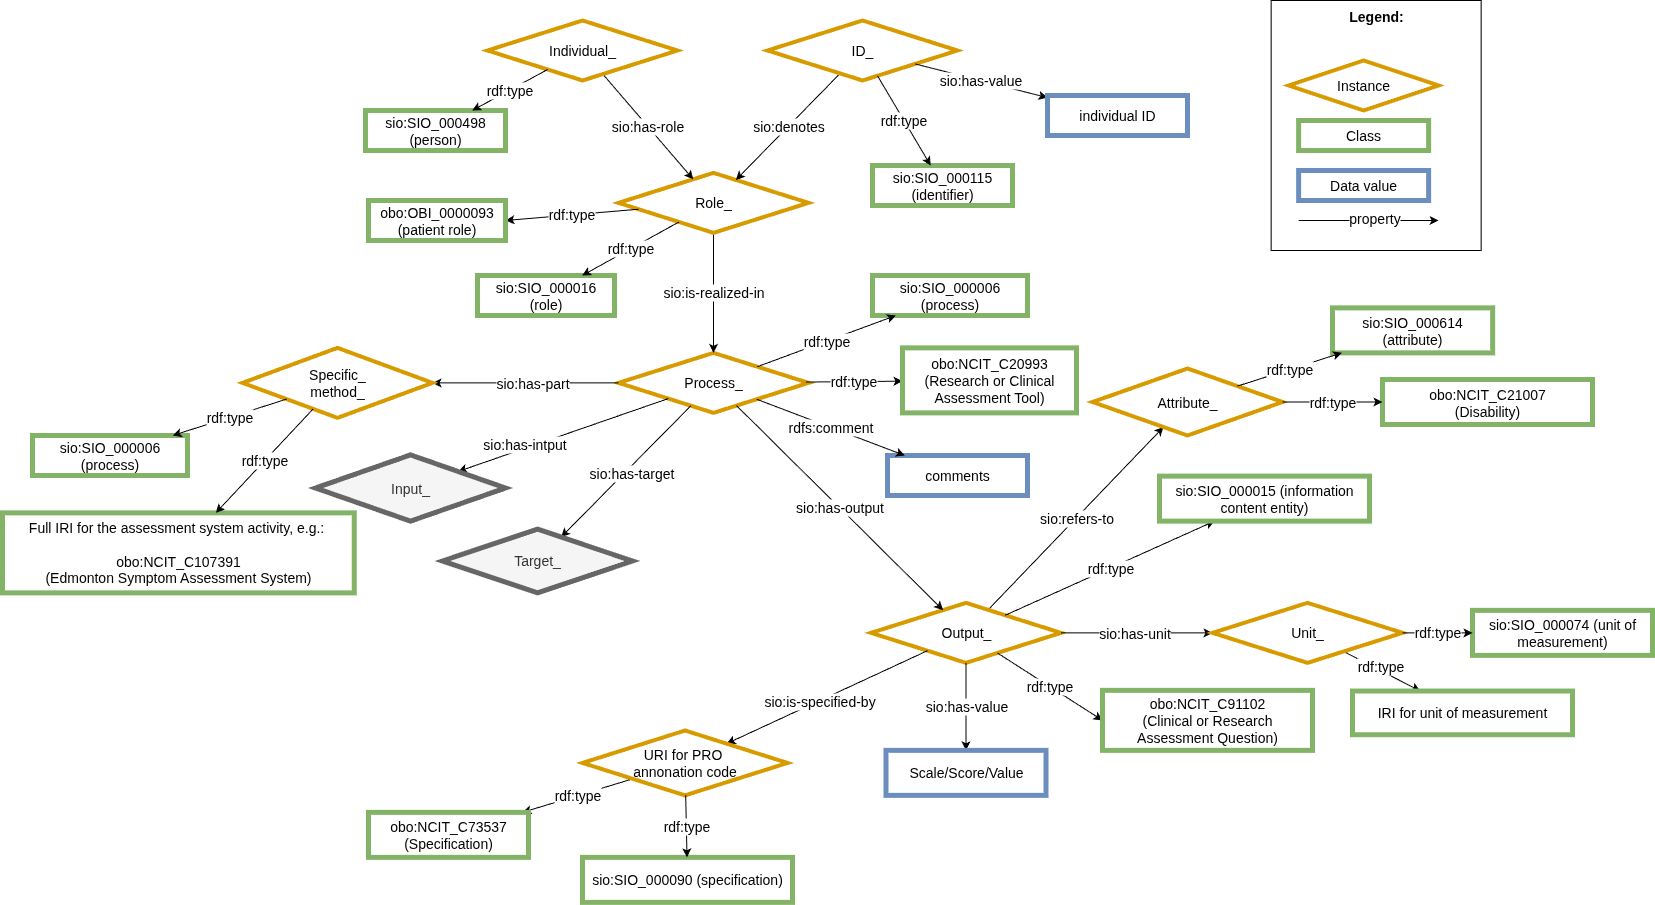 Legend:
Individual_
ID_
sio:has-value
rdf:type
Instance
individual ID
sio:SIO_000498
(person)
sio:has-role
sio:denotes
rdf:type
Class
sio:SIO_000115
(identifier)
Data value
Role_
obo:OBI_0000093
(patient role)
rdf:type
property
rdf:type
sio:SIO_000016
(role)
sio:is-realized-in
sio:SIO_000006
(process)
rdf:type
sio:SIO_000614
(attribute)
Specific_
method_
sio:has-part
Process_
rdf:type
obo:NCIT_C20993
(Research or Clinical
Assessment Tool)
rdf:type
Attribute_
rdf:type
obo:NCIT_C21007
(Disability)
rdf:type
sio:SIO_000006
(process)
rdf:type
sio:has-intput
rdfs:comment
comments
sio:has-target
Input_
sio:has-output
sio:SIO_000015 (information
content entity)
sio:refers-to
Full IRI for the assessment system activity, e.g.:
obo:NCIT_C107391
(Edmonton Symptom Assessment System)
Target_
rdf:type
Output_
sio:has-unit
Unit_
rdf:type
sio:SIO_000074 (unit of
measurement)
rdf:type
IRI for unit of measurement
sio:is-specified-by
sio:has-value
rdf:type
obo:NCIT_C91102
(Clinical or Research
Assessment Question)
URI for PRO
annonation code
Scale/Score/Value
rdf:type
obo:NCIT_C73537
(Specification)
rdf:type
sio:SIO_000090 (specification)